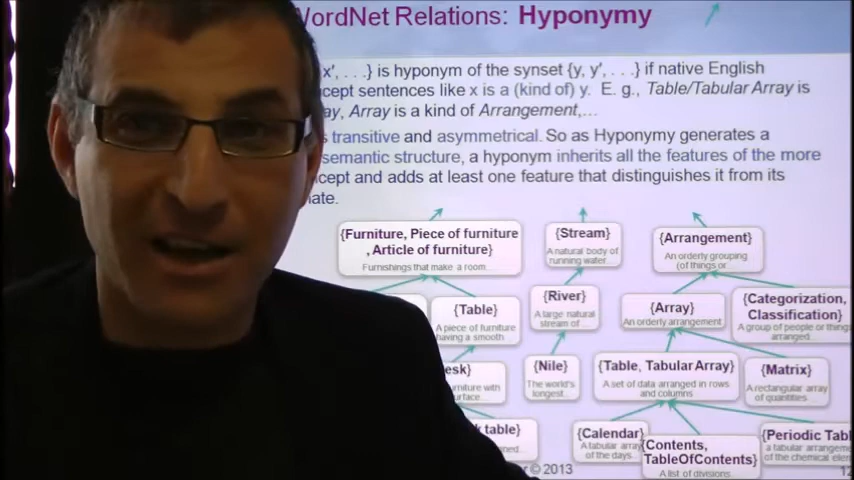 WordNet Relations: Hyponymy
x′, . . .} is hyponym of the synset {y, y′, . . .} if native English
cept sentences like x is a (kind of) y. E. g., Table/Tabular Array is
ay, Array is a kind of Arrangement,…
s transitive and asymmetrical. So as Hyponymy generates a
semantic structure, a hyponym inherits all the features of the more
cept and adds at least one feature that distinguishes it from its
nate.
{Furniture, Piece of furniture
, Article of furniture}
Furnishings that make a room…
{Stream}
A natural body of
running water
{Arrangement}
An orderly grouping
(of things or…
{Table}
A piece of furniture
having a smooth
{River}
A large natural
stream of…
{Array}
An orderly arrangement
{Categorization,
Classification}
A group of people or things
arranged…
esk}
urniture with
urface…
{Nile}
The world's
longest…
{Table, TabularArray}
A set of data arranged in rows
and columns
{Matrix}
A rectangular array
of quantities
k table}
ned…
{Calendar}
A tabular array
of the days…
{Contents,
TableOfContents}
A list of divisions…
{Periodic Tabl
a tabular arrangeme
of the chemical elem
© 2013
12